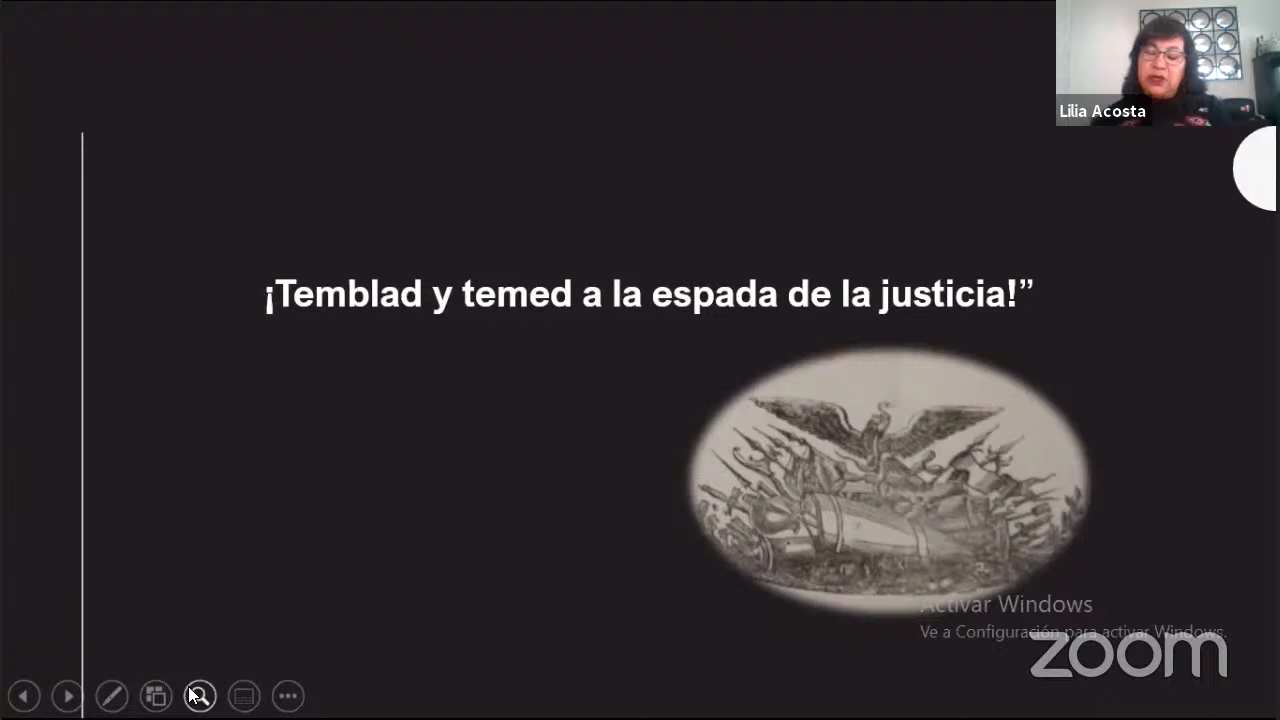 Lilia Acosta
¡Temblad y temed a la espada de la justicia!”
Activar Windows
Ve a Configuración para activar Windows.
zoom